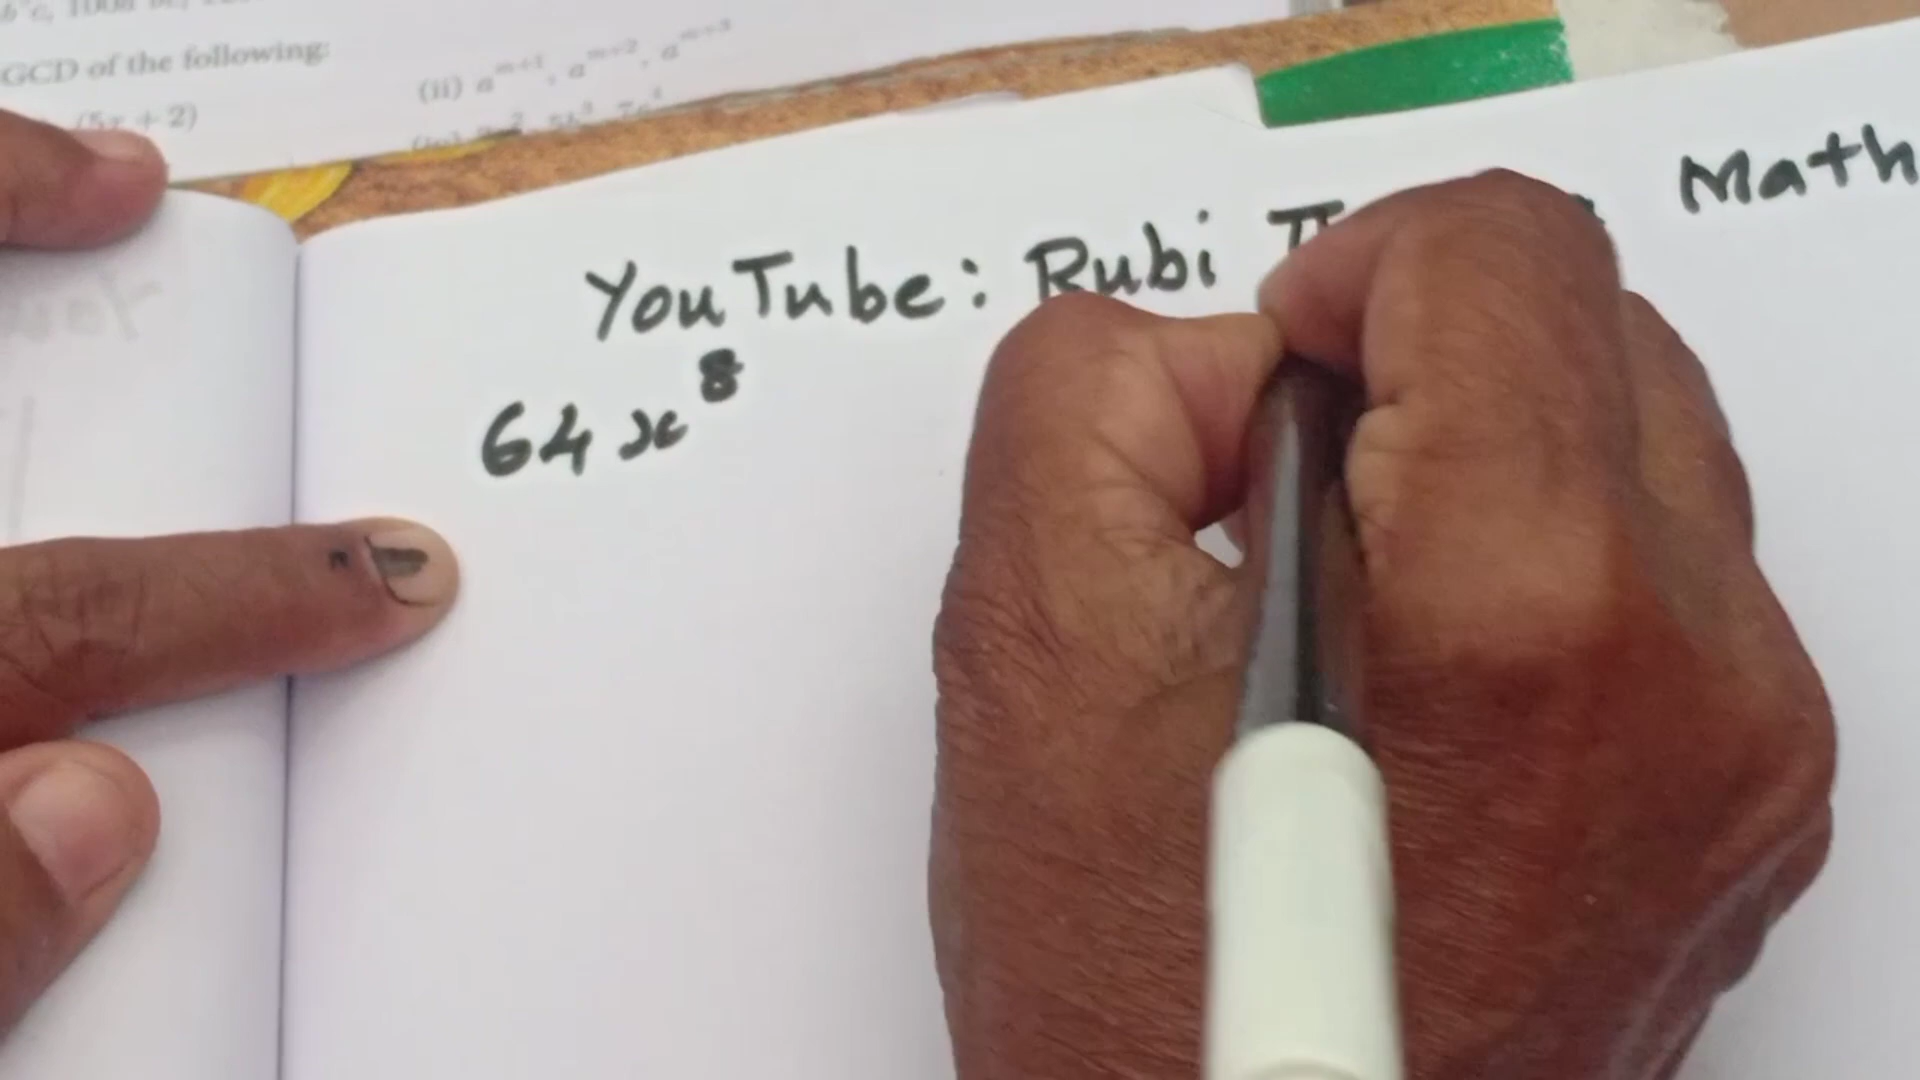 GCD of the following:
(5x + 2)
(ii) a^{m+1}, a^{m+2}, a^{m+3}
YouTube: Rubi Math
64x^8